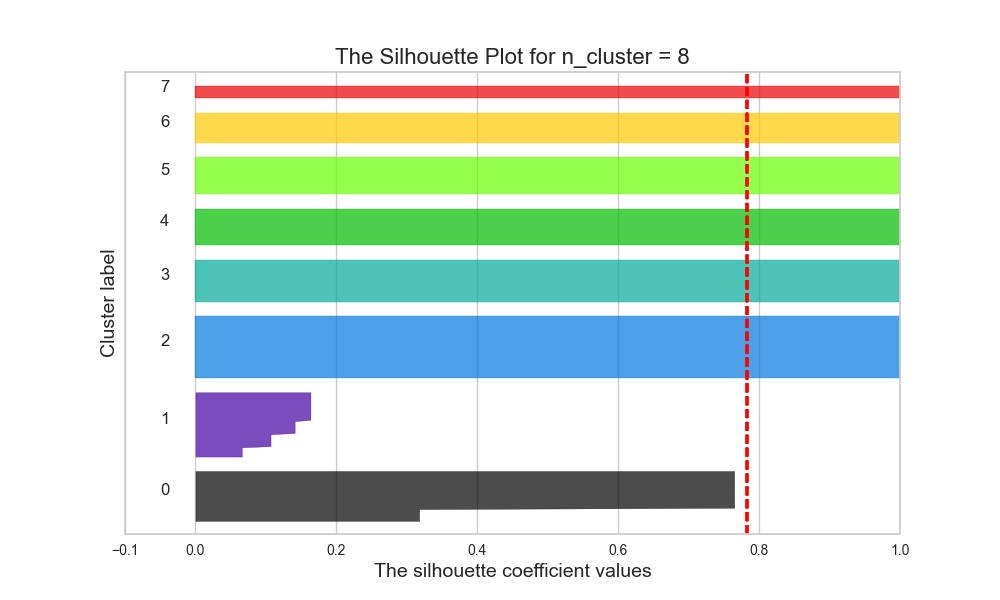 The Silhouette Plot for n_cluster = 8
7
6
5
4
3
2
1
0
Cluster label
−0.1 0.0 0.2 0.4 0.6 0.8 1.0
The silhouette coefficient values